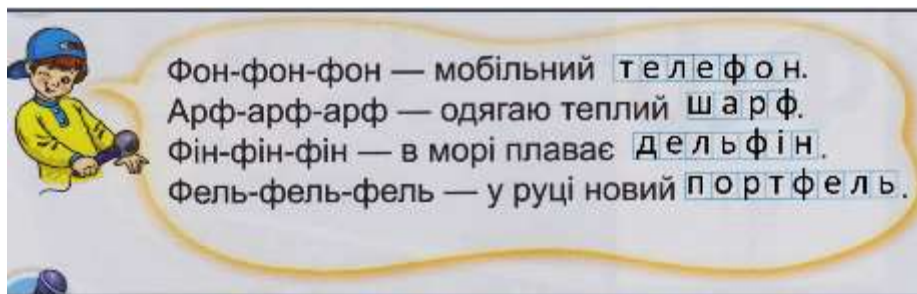 Фон-фон-фон — мобільний телефон.
Арф-арф-арф — одягаю теплий шарф.
Фін-фін-фін — в морі плаває дельфін.
Фель-фель-фель — у руці новий портфель.